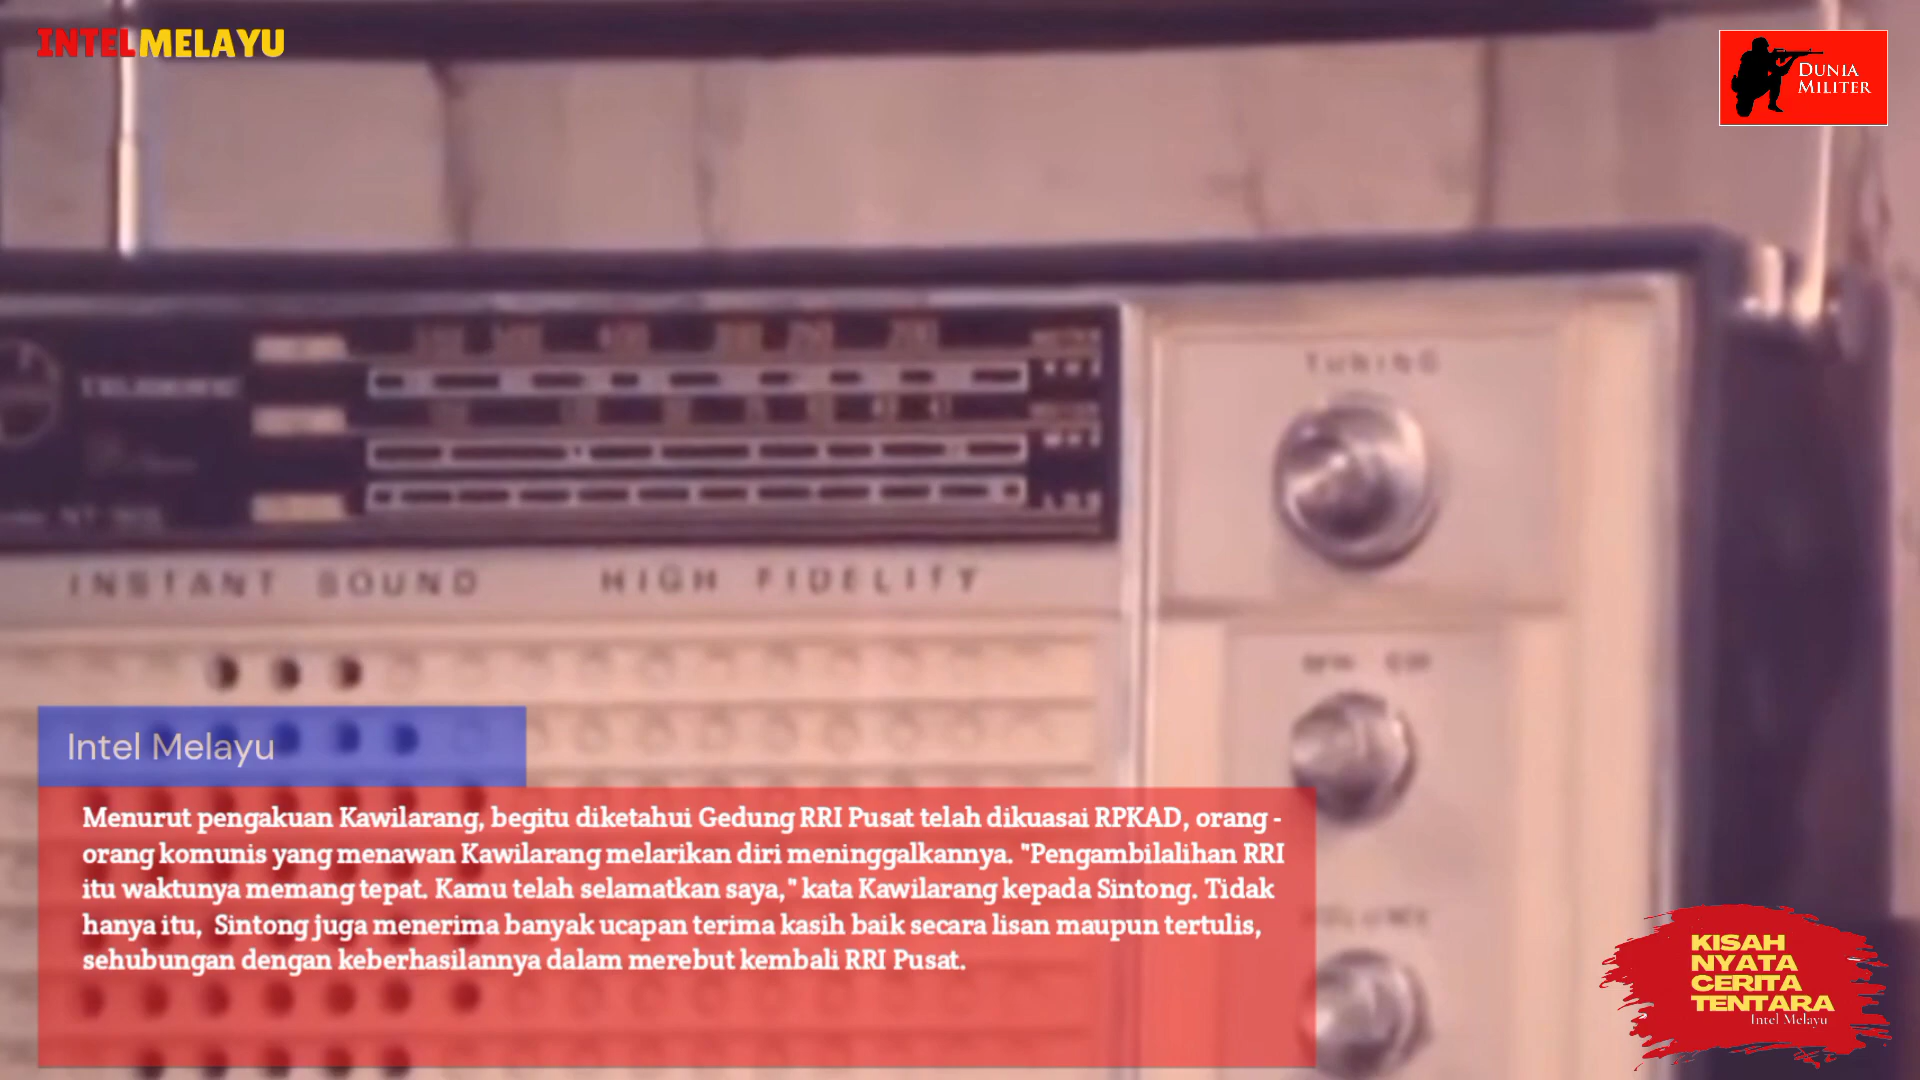 INTELMELAYU
DUNIA
MILITER
TUNING
INSTANT SOUND HIGH FIDELITY
Intel Melayu
Menurut pengakuan Kawilarang, begitu diketahui Gedung RRI Pusat telah dikuasai RPKAD, orang -
orang komunis yang menawan Kawilarang melarikan diri meninggalkannya. "Pengambilalihan RRI
itu waktunya memang tepat. Kamu telah selamatkan saya," kata Kawilarang kepada Sintong. Tidak
hanya itu, Sintong juga menerima banyak ucapan terima kasih baik secara lisan maupun tertulis,
sehubungan dengan keberhasilannya dalam merebut kembali RRI Pusat.
VOLUME
KISAH
NYATA
CERITA
TENTARA
Intel Melayu